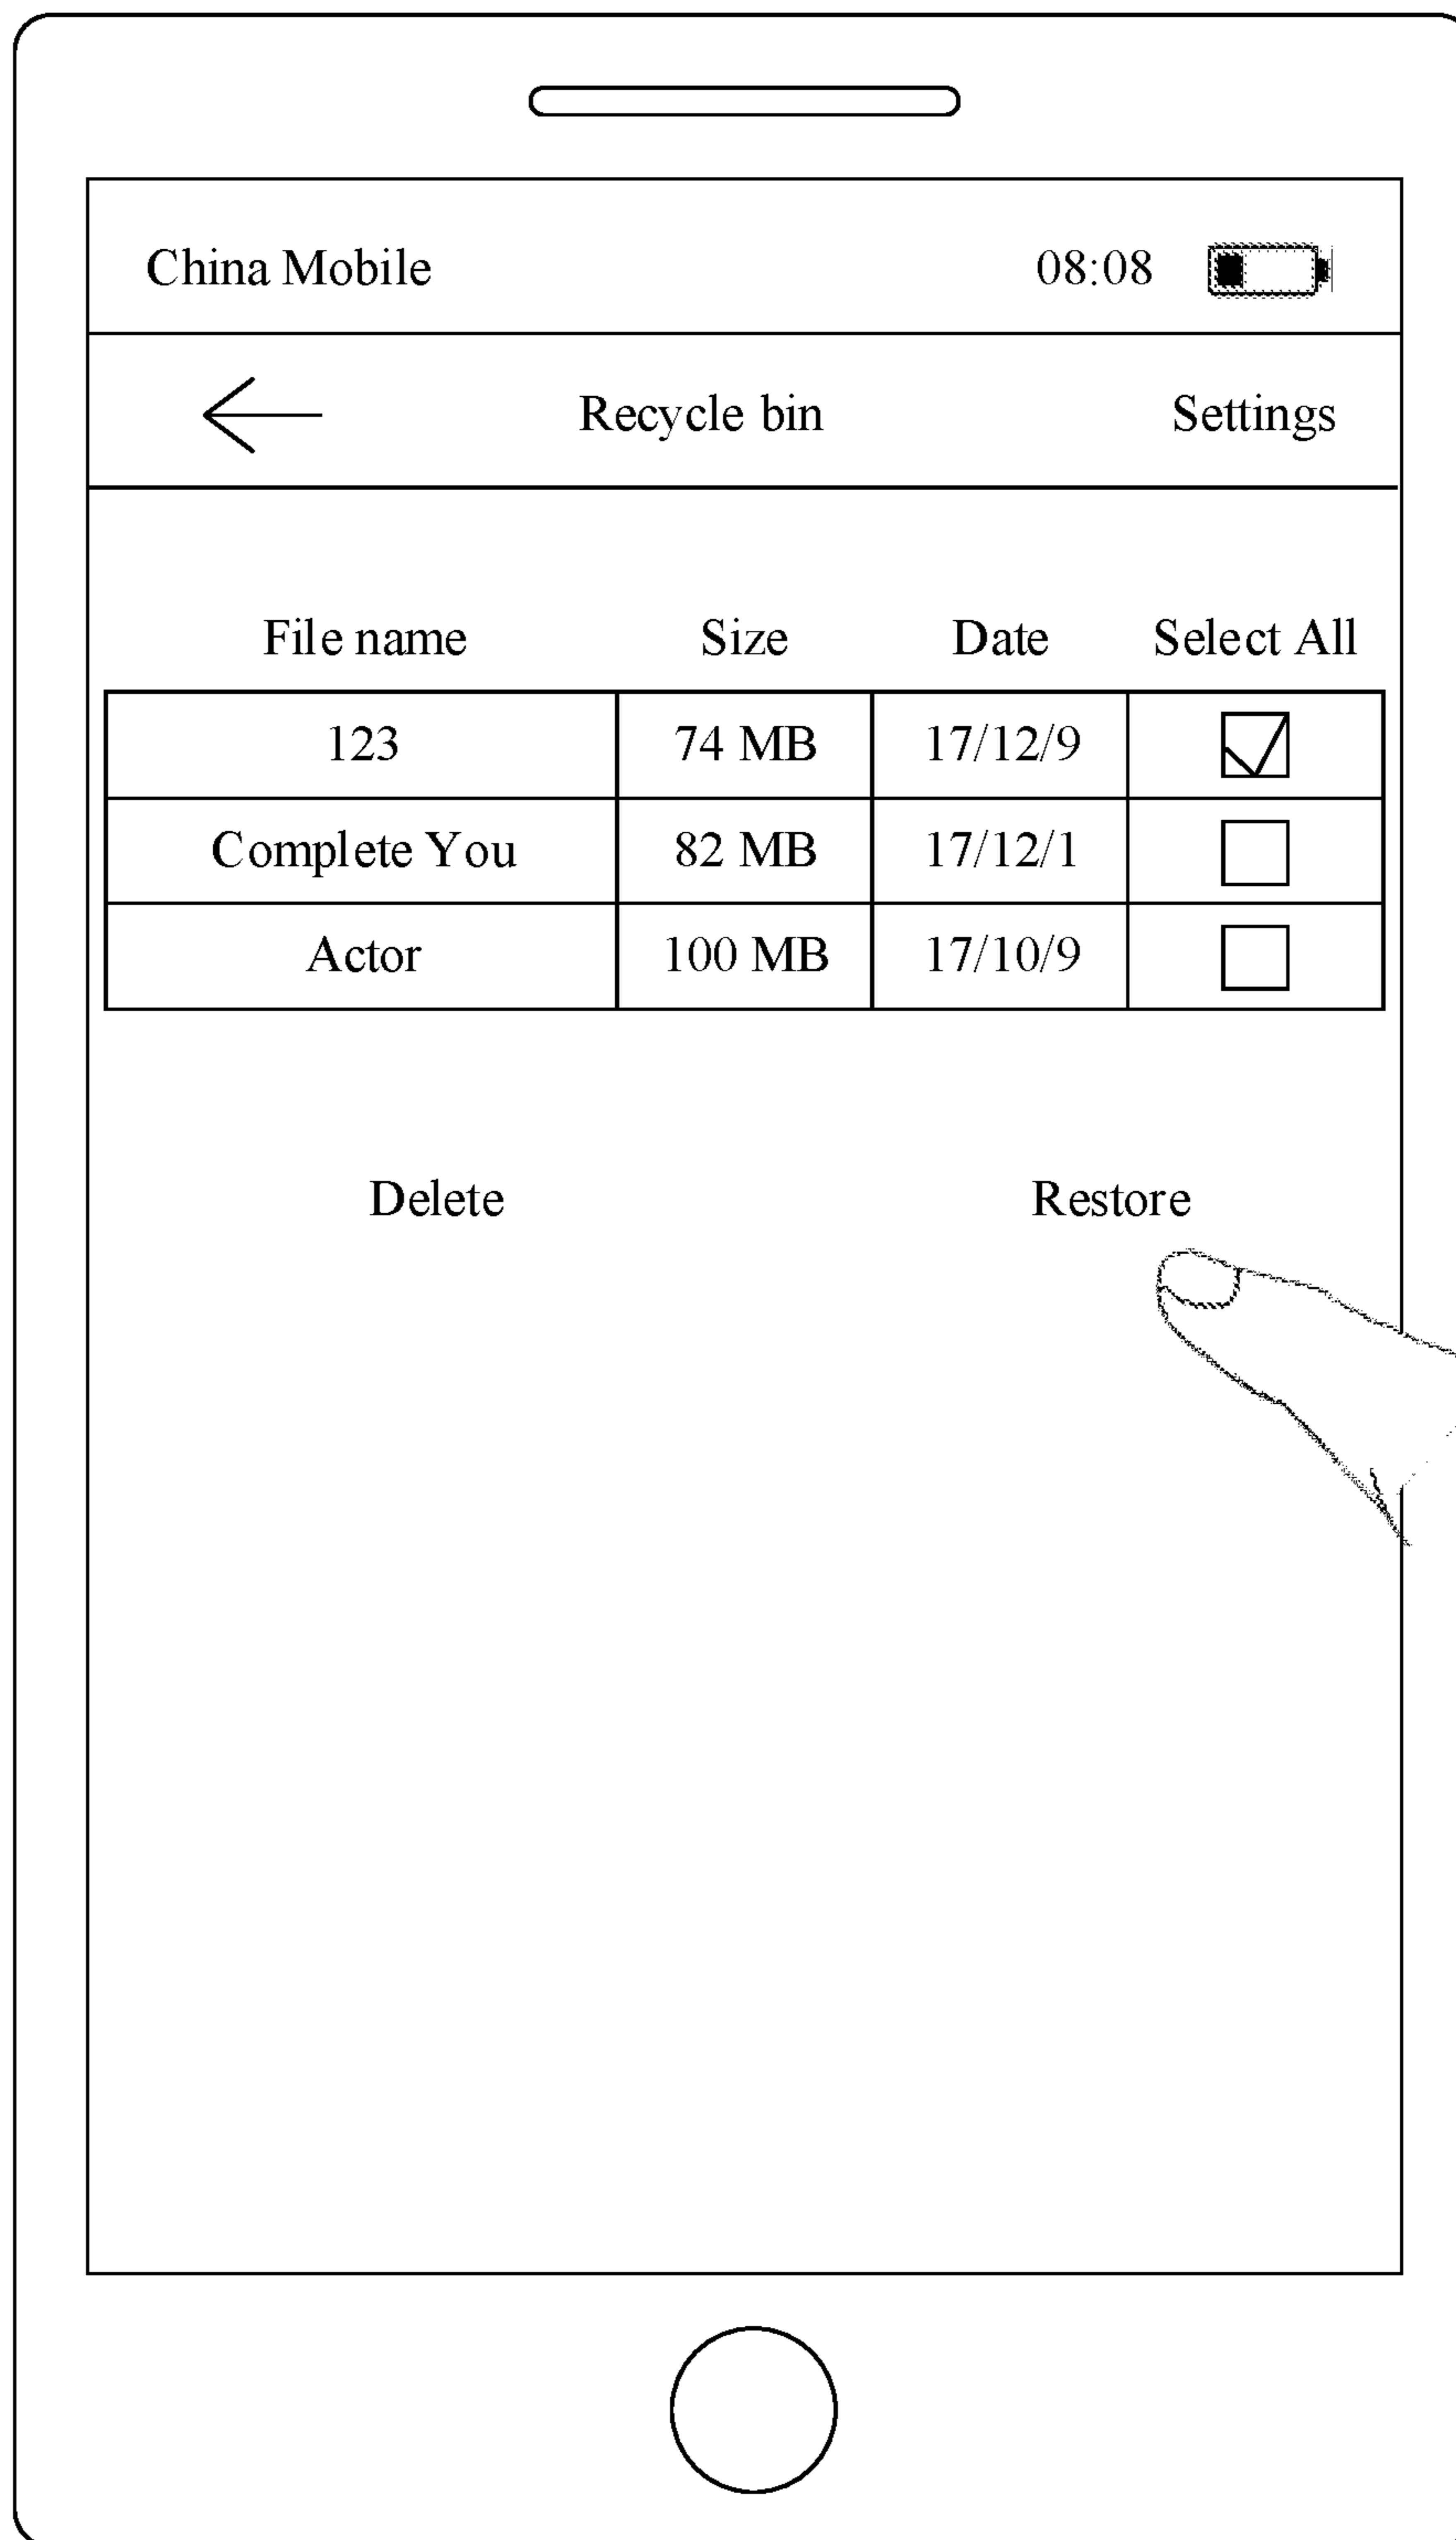 China Mobile 08:08
Recycle bin Settings
File name Size Date Select All
123 74 MB 17/12/9
Complete You 82 MB 17/12/1
Actor 100 MB 17/10/9
Delete Restore